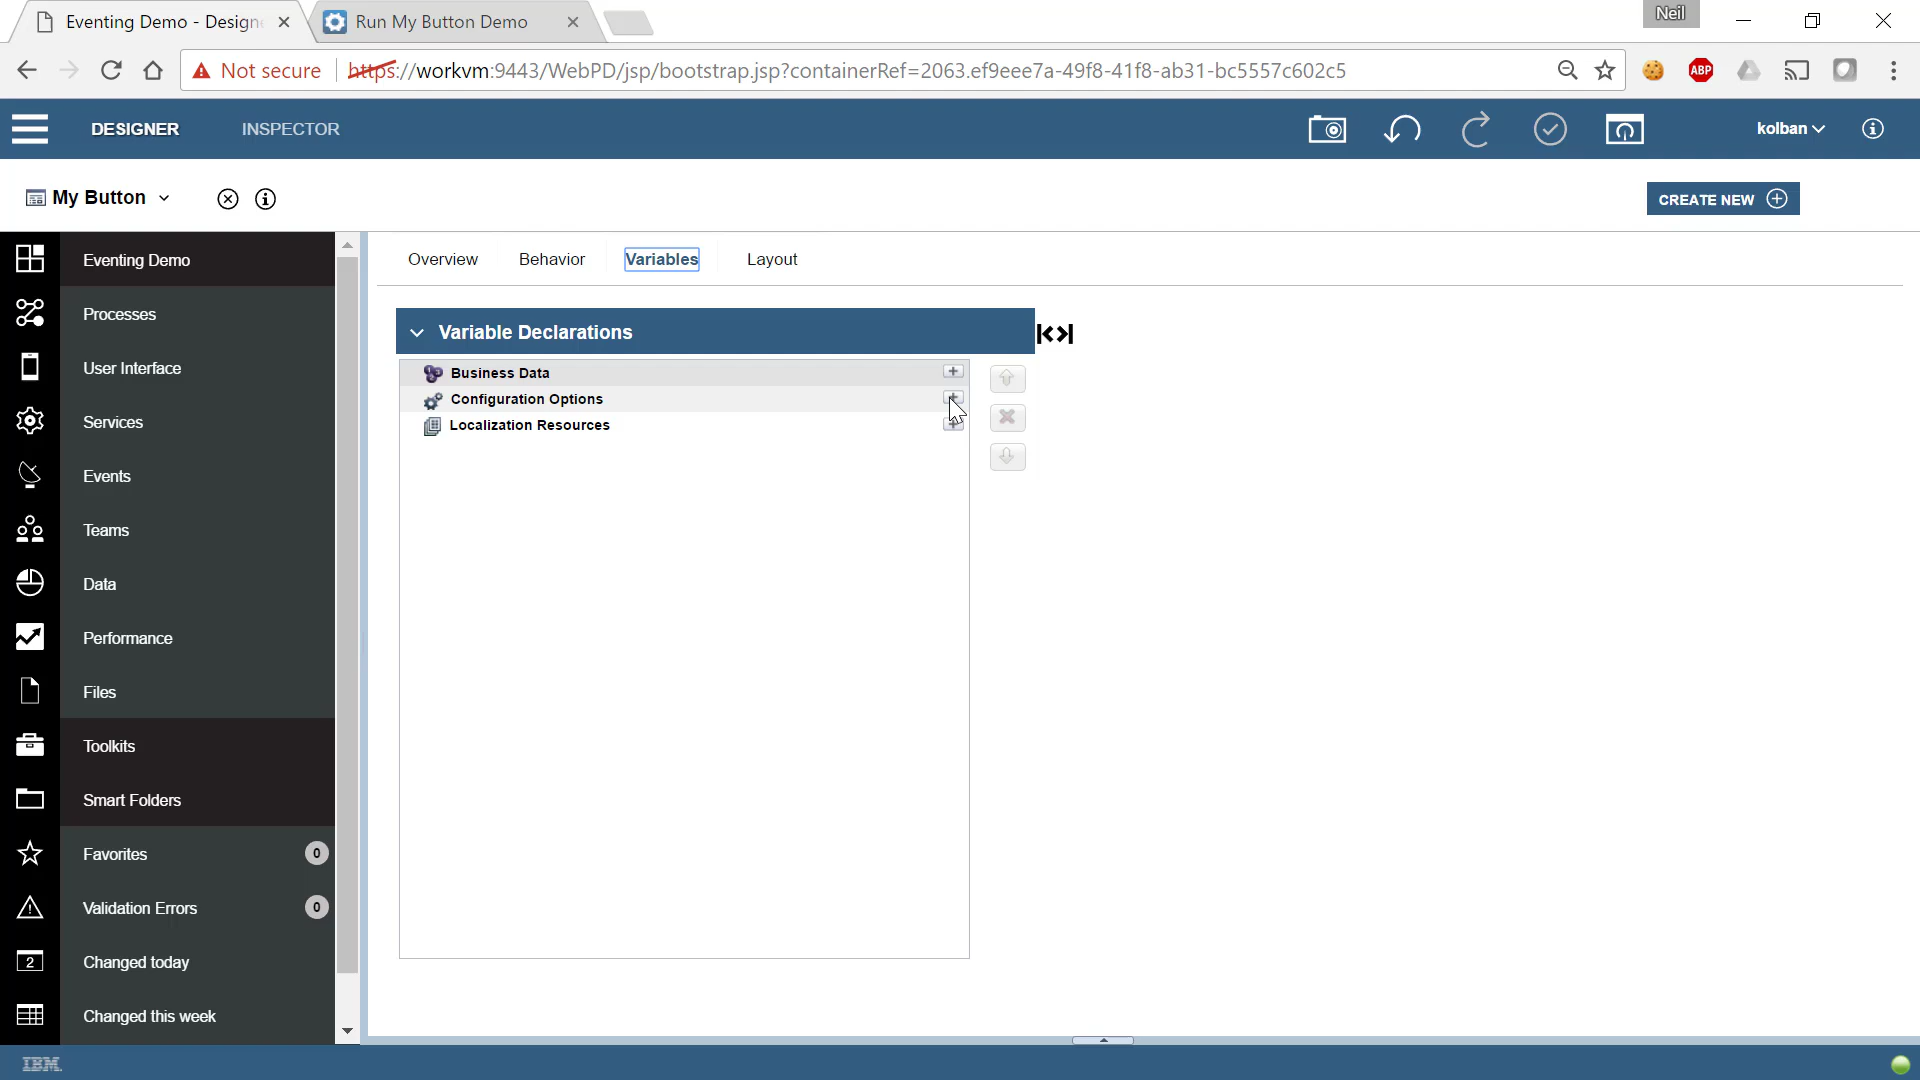 Eventing Demo - Design
Run My Button Demo
Neil
Not secure
https://workvm:9443/WebPD/jsp/bootstrap.jsp?containerRef=2063.ef9eee7a-49f8-41f8-ab31-bc5557c602c5
ABP
DESIGNER
INSPECTOR
kolban
My Button
CREATE NEW
Eventing Demo
Overview
Behavior
Variables
Layout
Processes
Variable Declarations
User Interface
Business Data
Configuration Options
Services
Localization Resources
Events
Teams
Data
Performance
Files
Toolkits
Smart Folders
Favorites
0
Validation Errors
0
2
Changed today
Changed this week
IBM